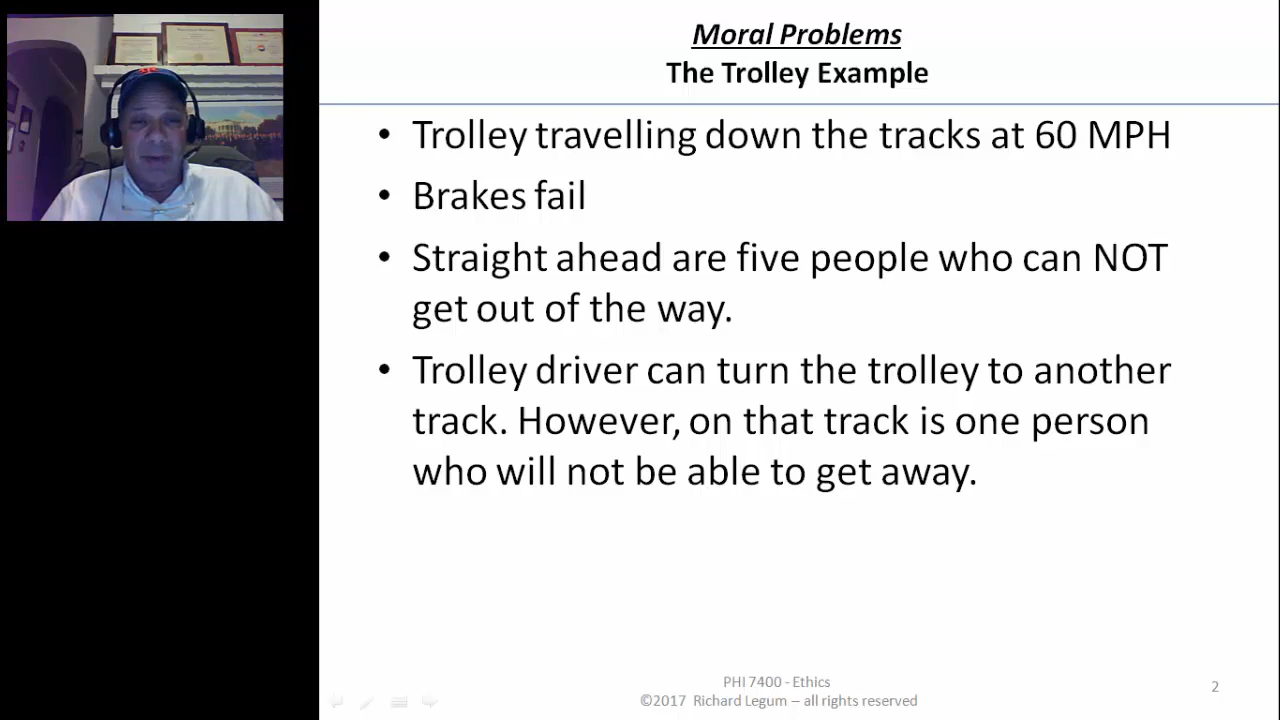 Moral Problems
The Trolley Example
• Trolley travelling down the tracks at 60 MPH
• Brakes fail
• Straight ahead are five people who can NOT
get out of the way.
• Trolley driver can turn the trolley to another
track. However, on that track is one person
who will not be able to get away.
PHI 7400 - Ethics
©2017 Richard Legum – all rights reserved
2